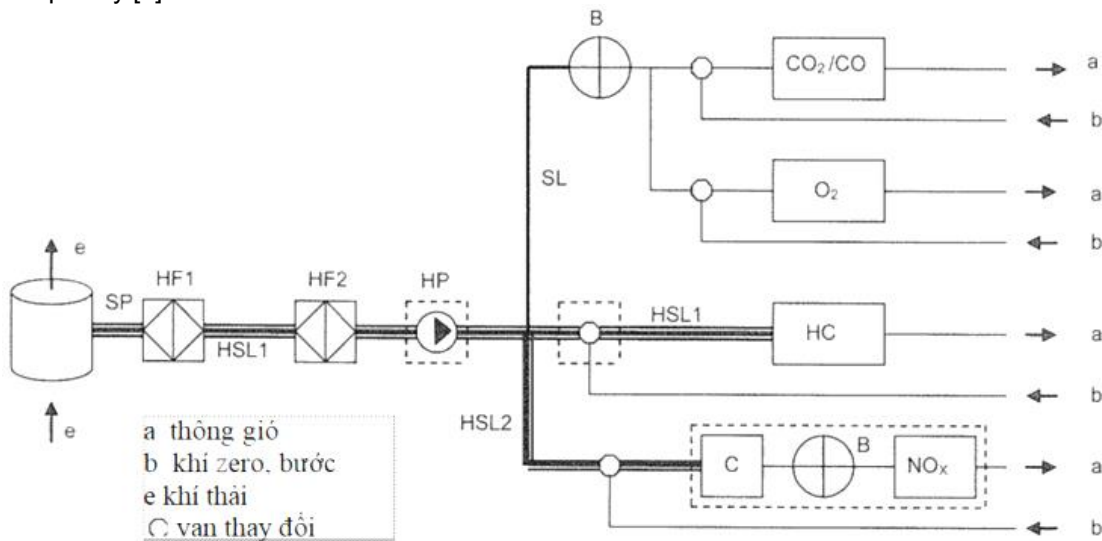 B
CO₂/CO
a
b
SL
O₂
a
b
e
HF1
HF2
HP
SP
HSL1
HSL1
HC
a
b
e
HSL2
a thông gió
b khí zero, bước
e khí thải
van thay đổi
C
B
NOₓ
a
b